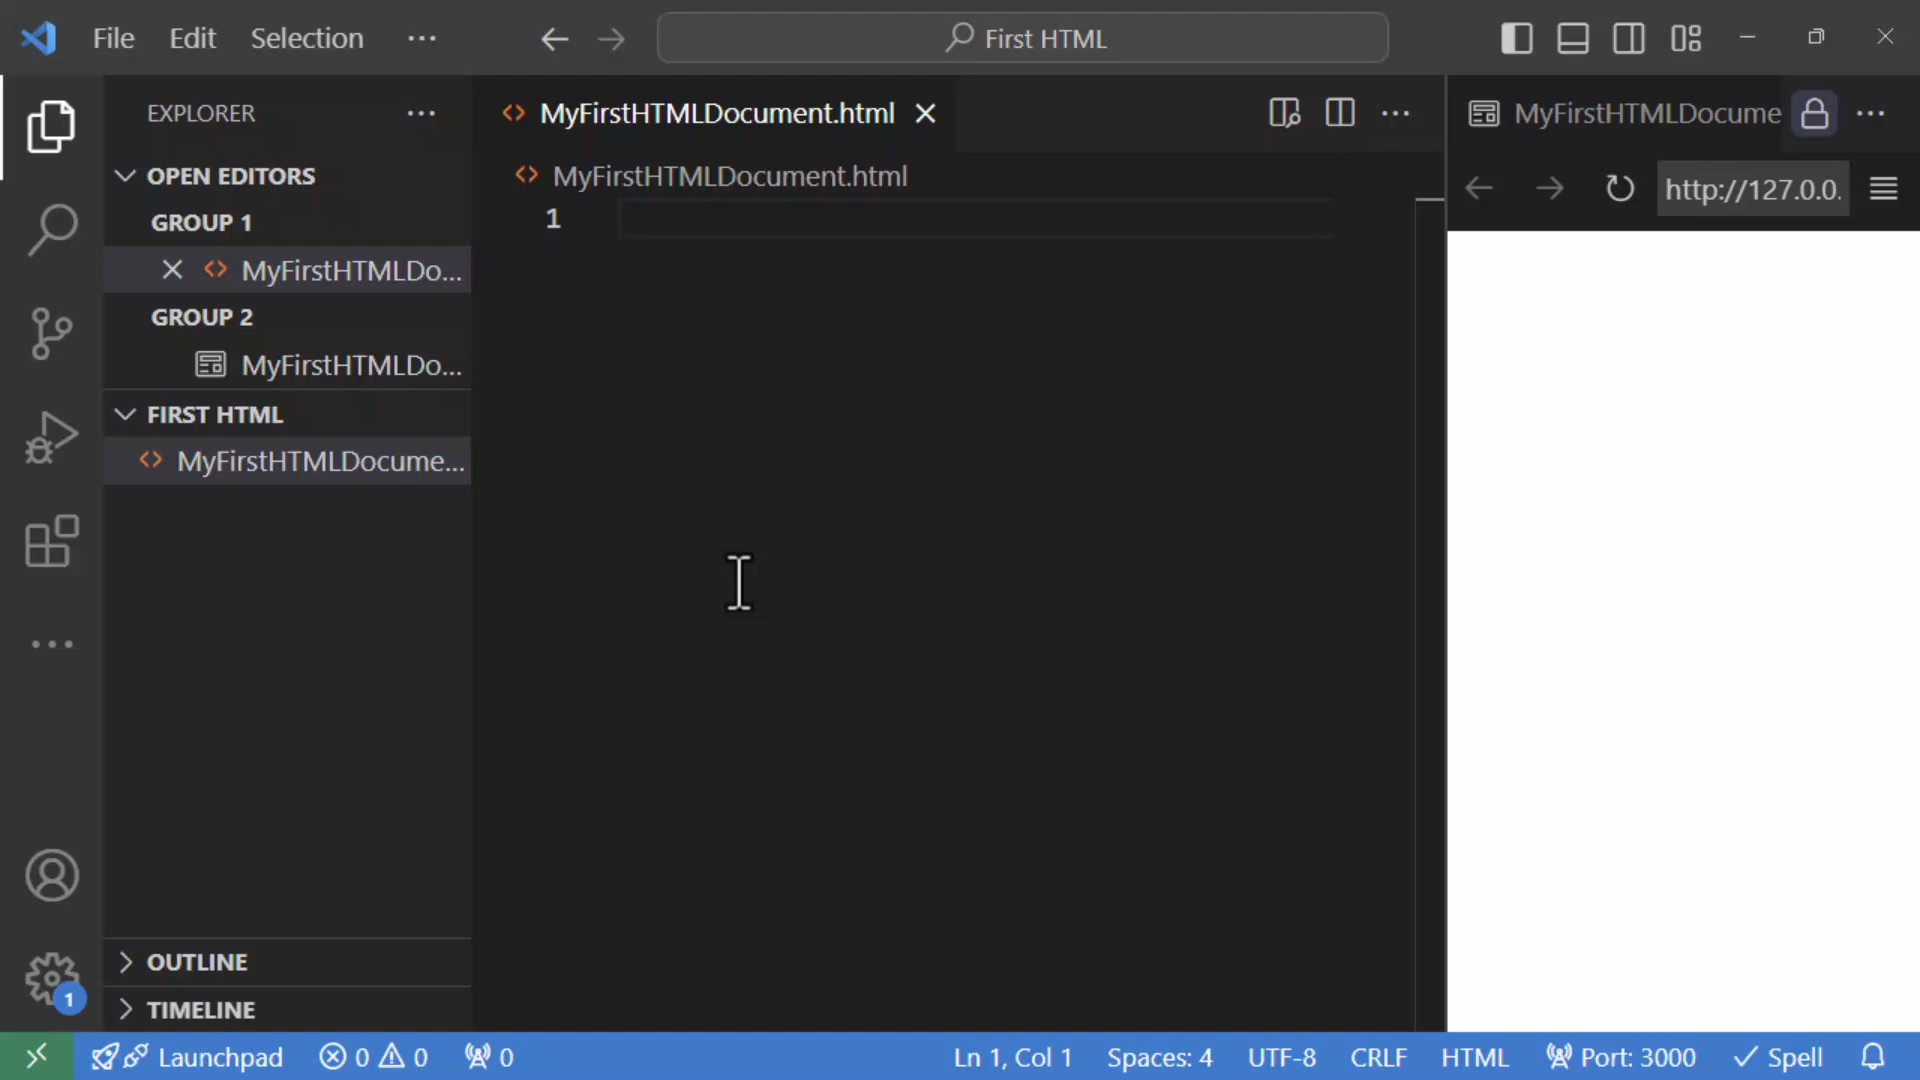 File Edit Selection ···
First HTML
EXPLORER ···
OPEN EDITORS
GROUP 1
MyFirstHTMLDo...
GROUP 2
MyFirstHTMLDo...
FIRST HTML
MyFirstHTMLDocume...
OUTLINE
TIMELINE
1
MyFirstHTMLDocument.html
MyFirstHTMLDocument.html
1
MyFirstHTMLDocume
http://127.0.0.
Launchpad 0 0 0
Ln 1, Col 1 Spaces: 4 UTF-8 CRLF HTML Port: 3000 Spell